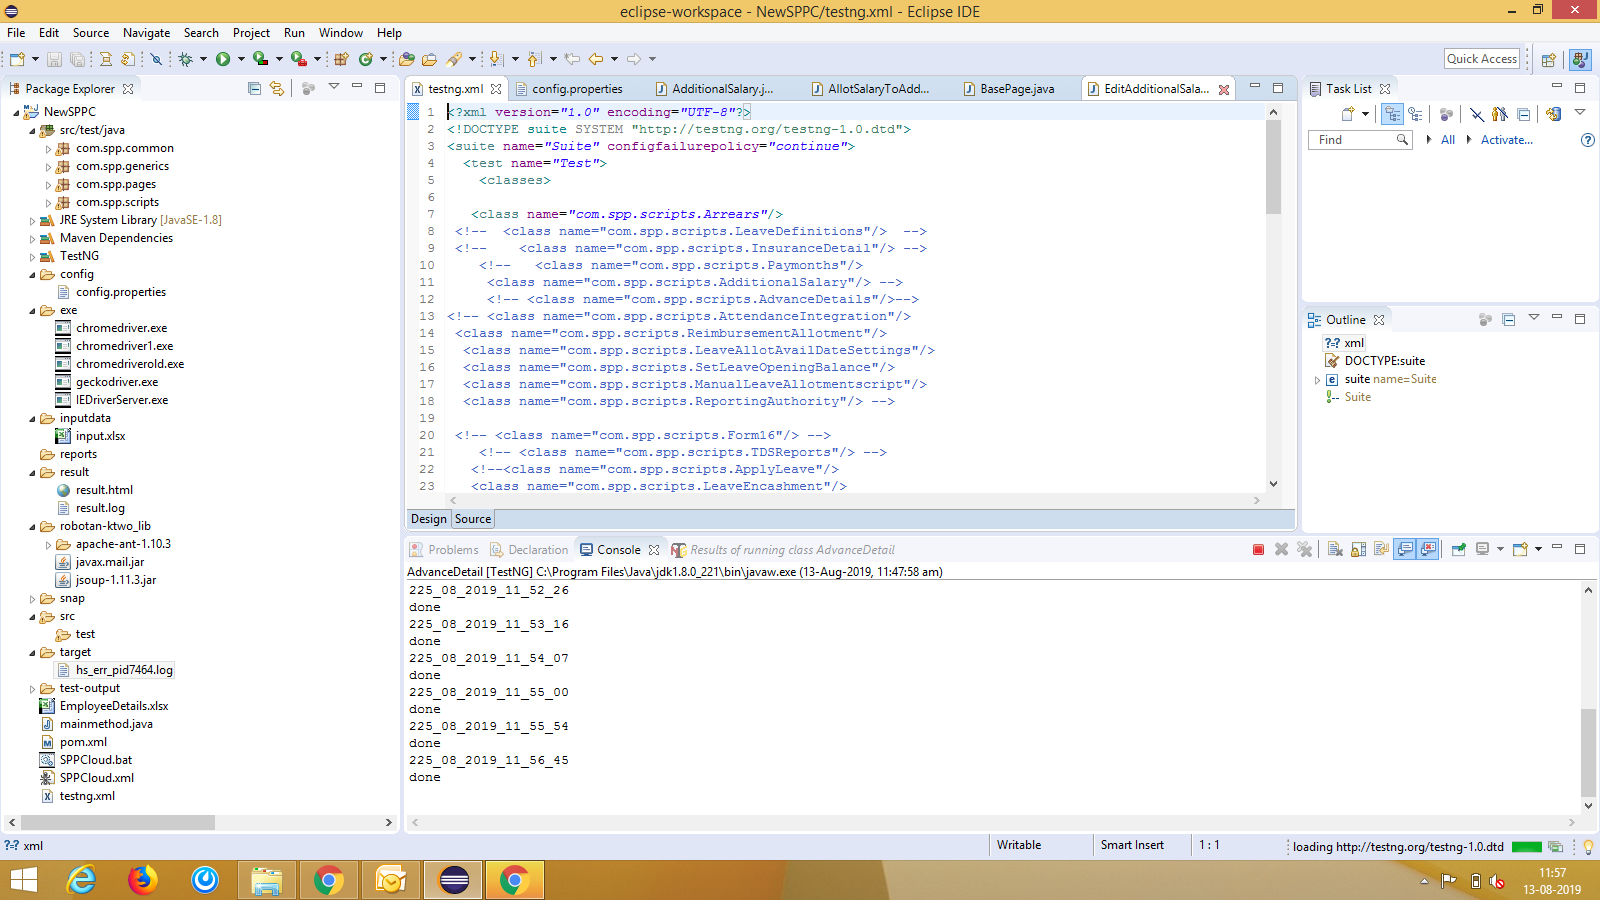 eclipse-workspace - NewSPPC/testng.xml - Eclipse IDE
File Edit Source Navigate Search Project Run Window Help
Quick Access
Package Explorer
NewSPPC
src/test/java
com.spp.common
com.spp.generics
com.spp.pages
com.spp.scripts
JRE System Library [JavaSE-1.8]
Maven Dependencies
TestNG
config
config.properties
exe
chromedriver.exe
chromedriver1.exe
chromedriverold.exe
geckodriver.exe
IEDriverServer.exe
inputdata
input.xlsx
reports
result
result.html
result.log
robotan-ktwo_lib
apache-ant-1.10.3
javax.mail.jar
jsoup-1.11.3.jar
snap
src
test
target
hs_err_pid7464.log
test-output
EmployeeDetails.xlsx
mainmethod.java
pom.xml
SPPCloud.bat
SPPCloud.xml
testng.xml
testng.xml config.properties AdditionalSalary.j... AllotSalaryToAdd... BasePage.java EditAdditionalSala...
1 <?xml version="1.0" encoding="UTF-8"?>
2 <!DOCTYPE suite SYSTEM "http://testng.org/testng-1.0.dtd">
3 <suite name="Suite" configfailurepolicy="continue">
4 <test name="Test">
5 <classes>
6
7 <class name="com.spp.scripts.Arrears"/>
8 <!-- <class name="com.spp.scripts.LeaveDefinitions"/> -->
9 <!-- <class name="com.spp.scripts.InsuranceDetail"/> -->
10 <!-- <class name="com.spp.scripts.Paymonths"/>
11 <class name="com.spp.scripts.AdditionalSalary"/> -->
12 <!-- <class name="com.spp.scripts.AdvanceDetails"/>-->
13 <!-- <class name="com.spp.scripts.AttendanceIntegration"/>
14 <class name="com.spp.scripts.ReimbursementAllotment"/>
15 <class name="com.spp.scripts.LeaveAllotAvailDateSettings"/>
16 <class name="com.spp.scripts.SetLeaveOpeningBalance"/>
17 <class name="com.spp.scripts.ManualLeaveAllotmentscript"/>
18 <class name="com.spp.scripts.ReportingAuthority"/> -->
19
20 <!-- <class name="com.spp.scripts.Form16"/> -->
21 <!-- <class name="com.spp.scripts.TDSReports"/> -->
22 <!--<class name="com.spp.scripts.ApplyLeave"/>
23 <class name="com.spp.scripts.LeaveEncashment"/>
Design Source
Task List
Find All Activate...
Outline
xml
DOCTYPE:suite
suite name=Suite
Suite
Problems Declaration Console Results of running class AdvanceDetail
AdvanceDetail [TestNG] C:\Program Files\Java\jdk1.8.0_221\bin\javaw.exe (13-Aug-2019, 11:47:58 am)
225_08_2019_11_52_26
done
225_08_2019_11_53_16
done
225_08_2019_11_54_07
done
225_08_2019_11_55_00
done
225_08_2019_11_55_54
done
225_08_2019_11_56_45
done
xml Writable Smart Insert 1 : 1 loading http://testng.org/testng-1.0.dtd
11:57
13-08-2019